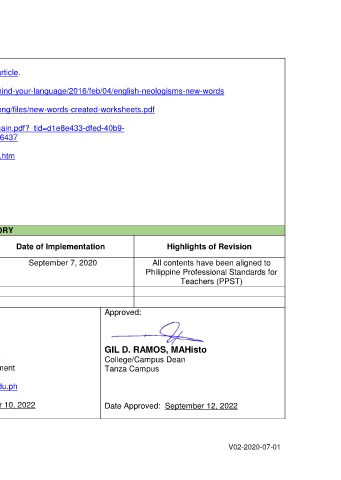 rticle.
ind-your-language/2016/feb/04/english-neologisms-new-words
eng/files/new-words-created-worksheets.pdf
ain.pdf?_tid=d1e8e433-dfed-40b9-
6437
.htm
ORY
Date of Implementation Highlights of Revision
September 7, 2020 All contents have been aligned to
Philippine Professional Standards for
Teachers (PPST)
Approved:
GIL D. RAMOS, MAHisto
College/Campus Dean
ment Tanza Campus
du.ph
r 10, 2022 Date Approved: September 12, 2022
V02-2020-07-01